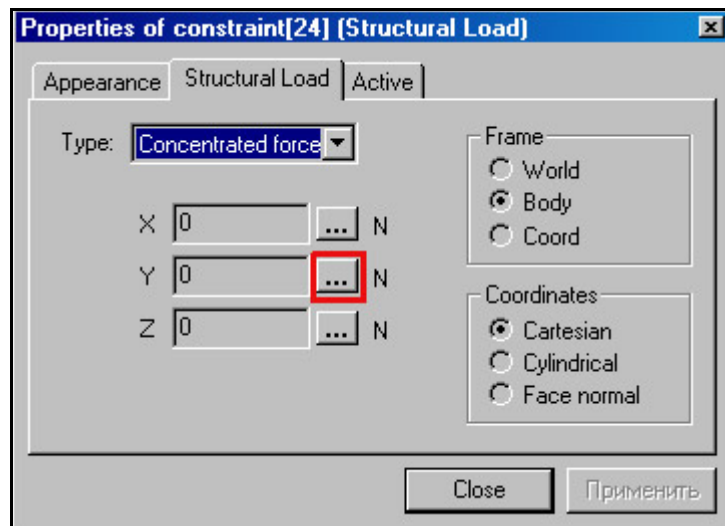 Properties of constraint[24] (Structural Load)
Appearance Structural Load Active
Type: Concentrated force
X 0 ... N
Y 0 ... N
Z 0 ... N
Frame
World
Body
Coord
Coordinates
Cartesian
Cylindrical
Face normal
Close Применить